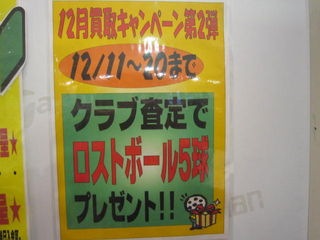 12月買取キャンペーン第2弾
12/11～20まで
クラブ査定で
ロストボール5球
プレゼント!!